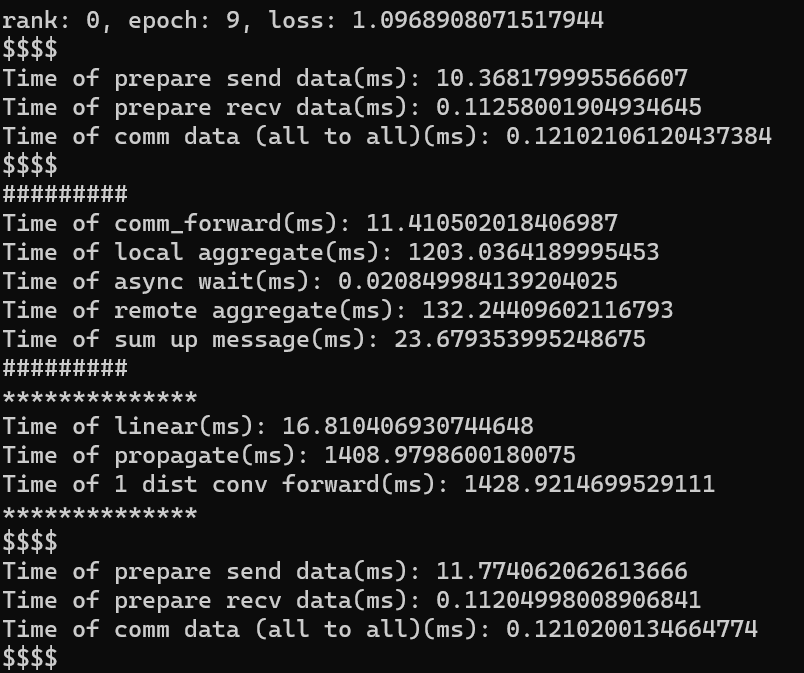 rank: 0, epoch: 9, loss: 1.0968908071517944
$$$$
Time of prepare send data(ms): 10.368179995566607
Time of prepare recv data(ms): 0.11258001904934645
Time of comm data (all to all)(ms): 0.12102106120437384
$$$$
#########
Time of comm_forward(ms): 11.410502018406987
Time of local aggregate(ms): 1203.0364189995453
Time of async wait(ms): 0.020849984139204025
Time of remote aggregate(ms): 132.24409602116793
Time of sum up message(ms): 23.679353995248675
#########
**************
Time of linear(ms): 16.810406930744648
Time of propagate(ms): 1408.9798600180075
Time of 1 dist conv forward(ms): 1428.9214699529111
**************
$$$$
Time of prepare send data(ms): 11.774062062613666
Time of prepare recv data(ms): 0.11204998008906841
Time of comm data (all to all)(ms): 0.1210200134664774
$$$$